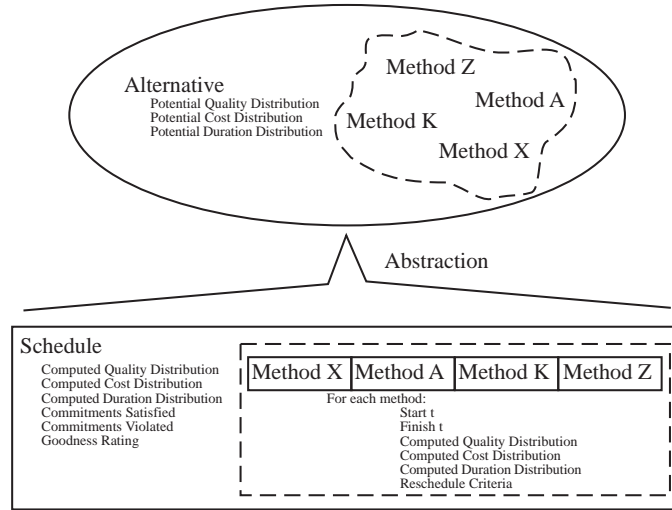 Alternative
Potential Quality Distribution
Potential Cost Distribution
Potential Duration Distribution
Method Z
Method A
Method K
Method X
Abstraction
Schedule
Computed Quality Distribution
Computed Cost Distribution
Computed Duration Distribution
Commitments Satisfied
Commitments Violated
Goodness Rating
Method X Method A Method K Method Z
For each method:
Start t
Finish t
Computed Quality Distribution
Computed Cost Distribution
Computed Duration Distribution
Reschedule Criteria